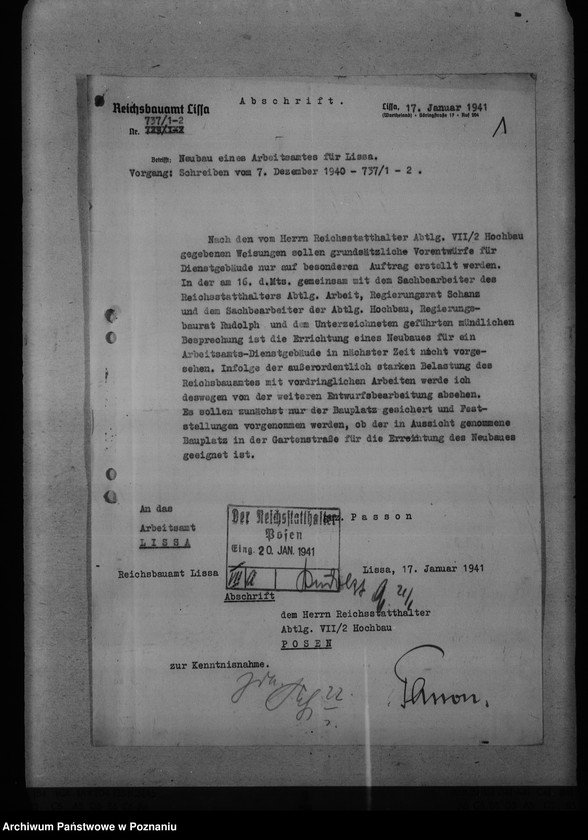 Abschrift.
Reichsbauamt Lissa
737/1-2
Nr.
Lissa, 17. Januar 1941
(Wartheland) · Göringstraße 19 · Ruf
1
Betrifft: Neubau eines Arbeitsamtes für Lissa.
Vorgang: Schreiben vom 7. Dezember 1940 - 737/1 - 2 .
Nach den vom Herrn Reichsstatthalter Abtlg. VII/2 Hochbau
gegebenen Weisungen sollen grundsätzliche Vorentwürfe für
Dienstgebäude nur auf besonderen Auftrag erstellt werden.
In der am 16. d.Mts. gemeinsam mit dem Sachbearbeiter des
Reichsstatthalters Abtlg. Arbeit, Regierungsrat Schans
und dem Sachbearbeiter der Abtlg. Hochbau, Regierungs-
baurat Rudolph und dem Unterzeichneten geführten mündlichen
Besprechung ist die Errichtung eines Neubaues für ein
Arbeitsamts-Dienstgebäude in nächster Zeit nicht vorge-
sehen. Infolge der außerordentlich starken Belastung des
Reichsbauamtes mit vordringlichen Arbeiten werde ich
deswegen von der weiteren Entwurfsbearbeitung absehen.
Es sollen zunächst nur der Bauplatz gesichert und Fest-
stellungen vorgenommen werden, ob der in Aussicht genommene
Bauplatz in der Gartenstraße für die Erreichtung des Neubaues
geeignet ist.
An das
Arbeitsamt
LISSA
Der Reichsstatthalter
Posen
Eing. 20. JAN. 1941
Passon
Reichsbauamt Lissa
Lissa, 17. Januar 1941
Abschrift
dem Herrn Reichsstatthalter
Abtlg. VII/2 Hochbau
POSEN
zur Kenntnisnahme.
Archiwum Państwowe w Poznaniu